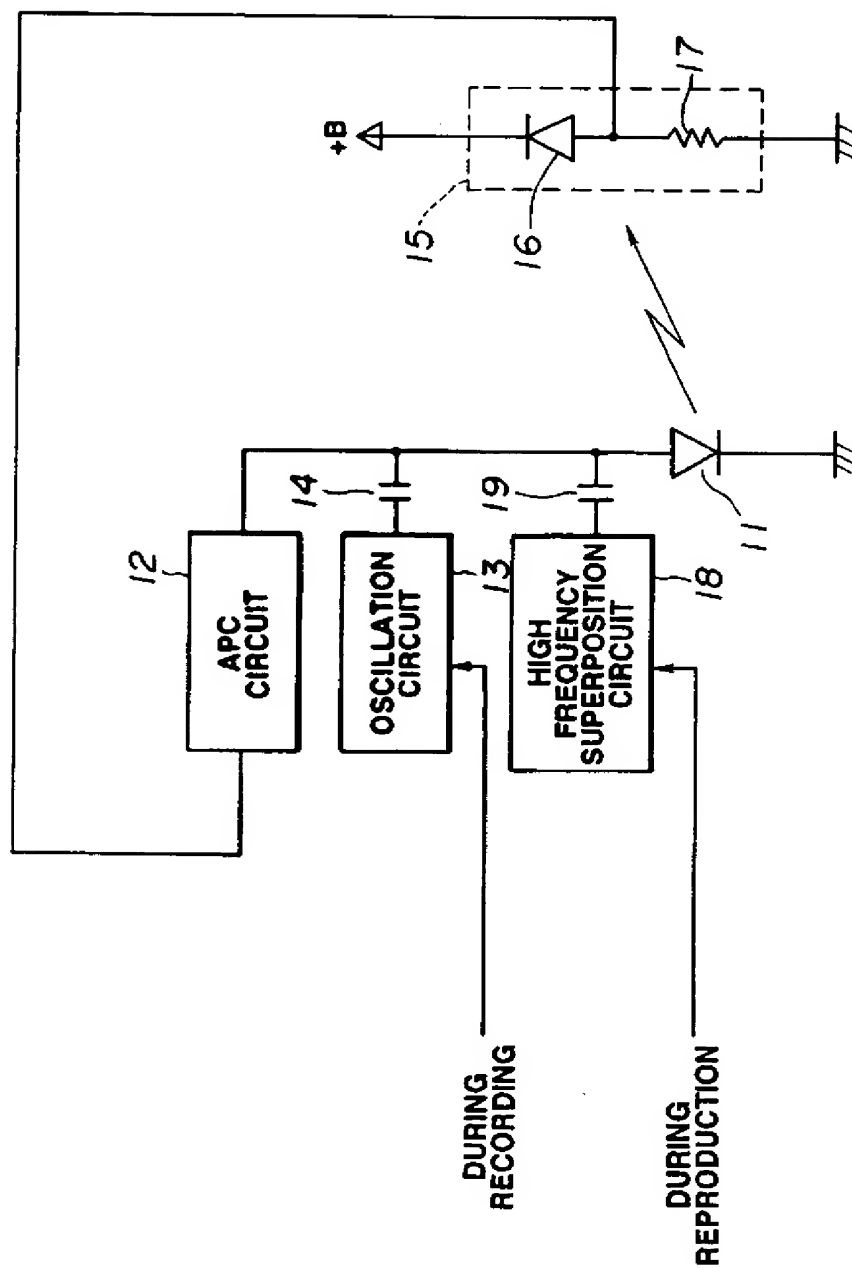 +B
15
16
17
12
APC
CIRCUIT
14
OSCILLATION
CIRCUIT
13
19
HIGH
FREQUENCY
SUPERPOSITION
CIRCUIT
18
11
DURING
RECORDING
DURING
REPRODUCTION